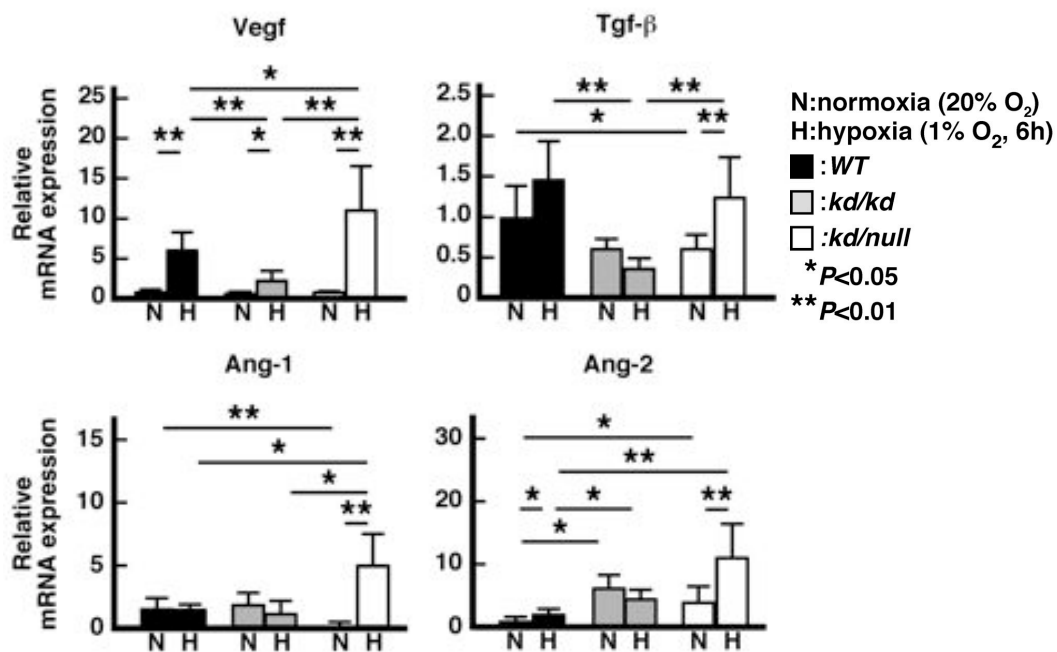 Vegf
Relative
mRNA expression
25
20
15
10
5
0
*
** **
** * **
N H N H N H
Tgf-β
2.5
2.0
1.5
1.0
0.5
0
** **
* **
N H N H N H
N:normoxia (20% O₂)
H:hypoxia (1% O₂, 6h)
:WT
:kd/kd
:kd/null
*P<0.05
**P<0.01
Ang-1
Relative
mRNA expression
15
10
5
0
**
*
*
**
N H N H N H
Ang-2
30
20
10
0
*
**
* * **
*
N H N H N H